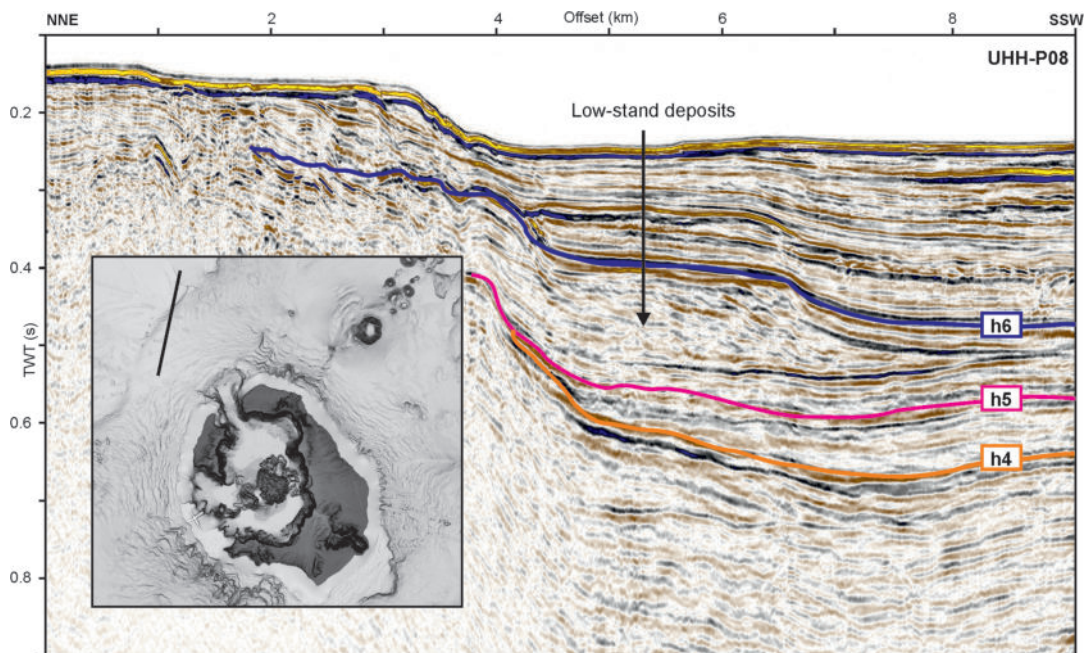 NNE 2 4 Offset (km) 6 8 SSW
UHH-P08
0.2
Low-stand deposits
0.4
h6
TWT (s)
h5
0.6
h4
0.8